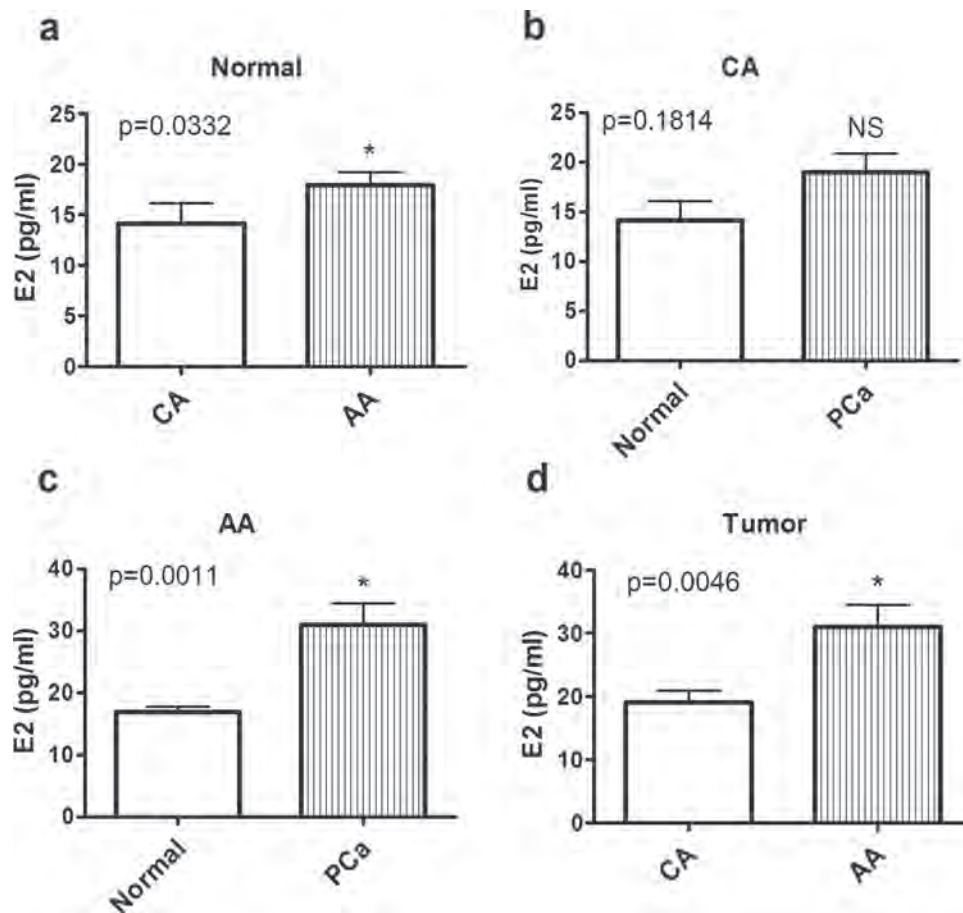 a
Normal
p=0.0332
*
E2 (pg/ml)
25
20
15
10
5
0
CA
AA
b
CA
p=0.1814
NS
E2 (pg/ml)
25
20
15
10
5
0
Normal
PCa
c
AA
p=0.0011
*
E2 (pg/ml)
40
30
20
10
0
Normal
PCa
d
Tumor
p=0.0046
*
E2 (pg/ml)
40
30
20
10
0
CA
AA